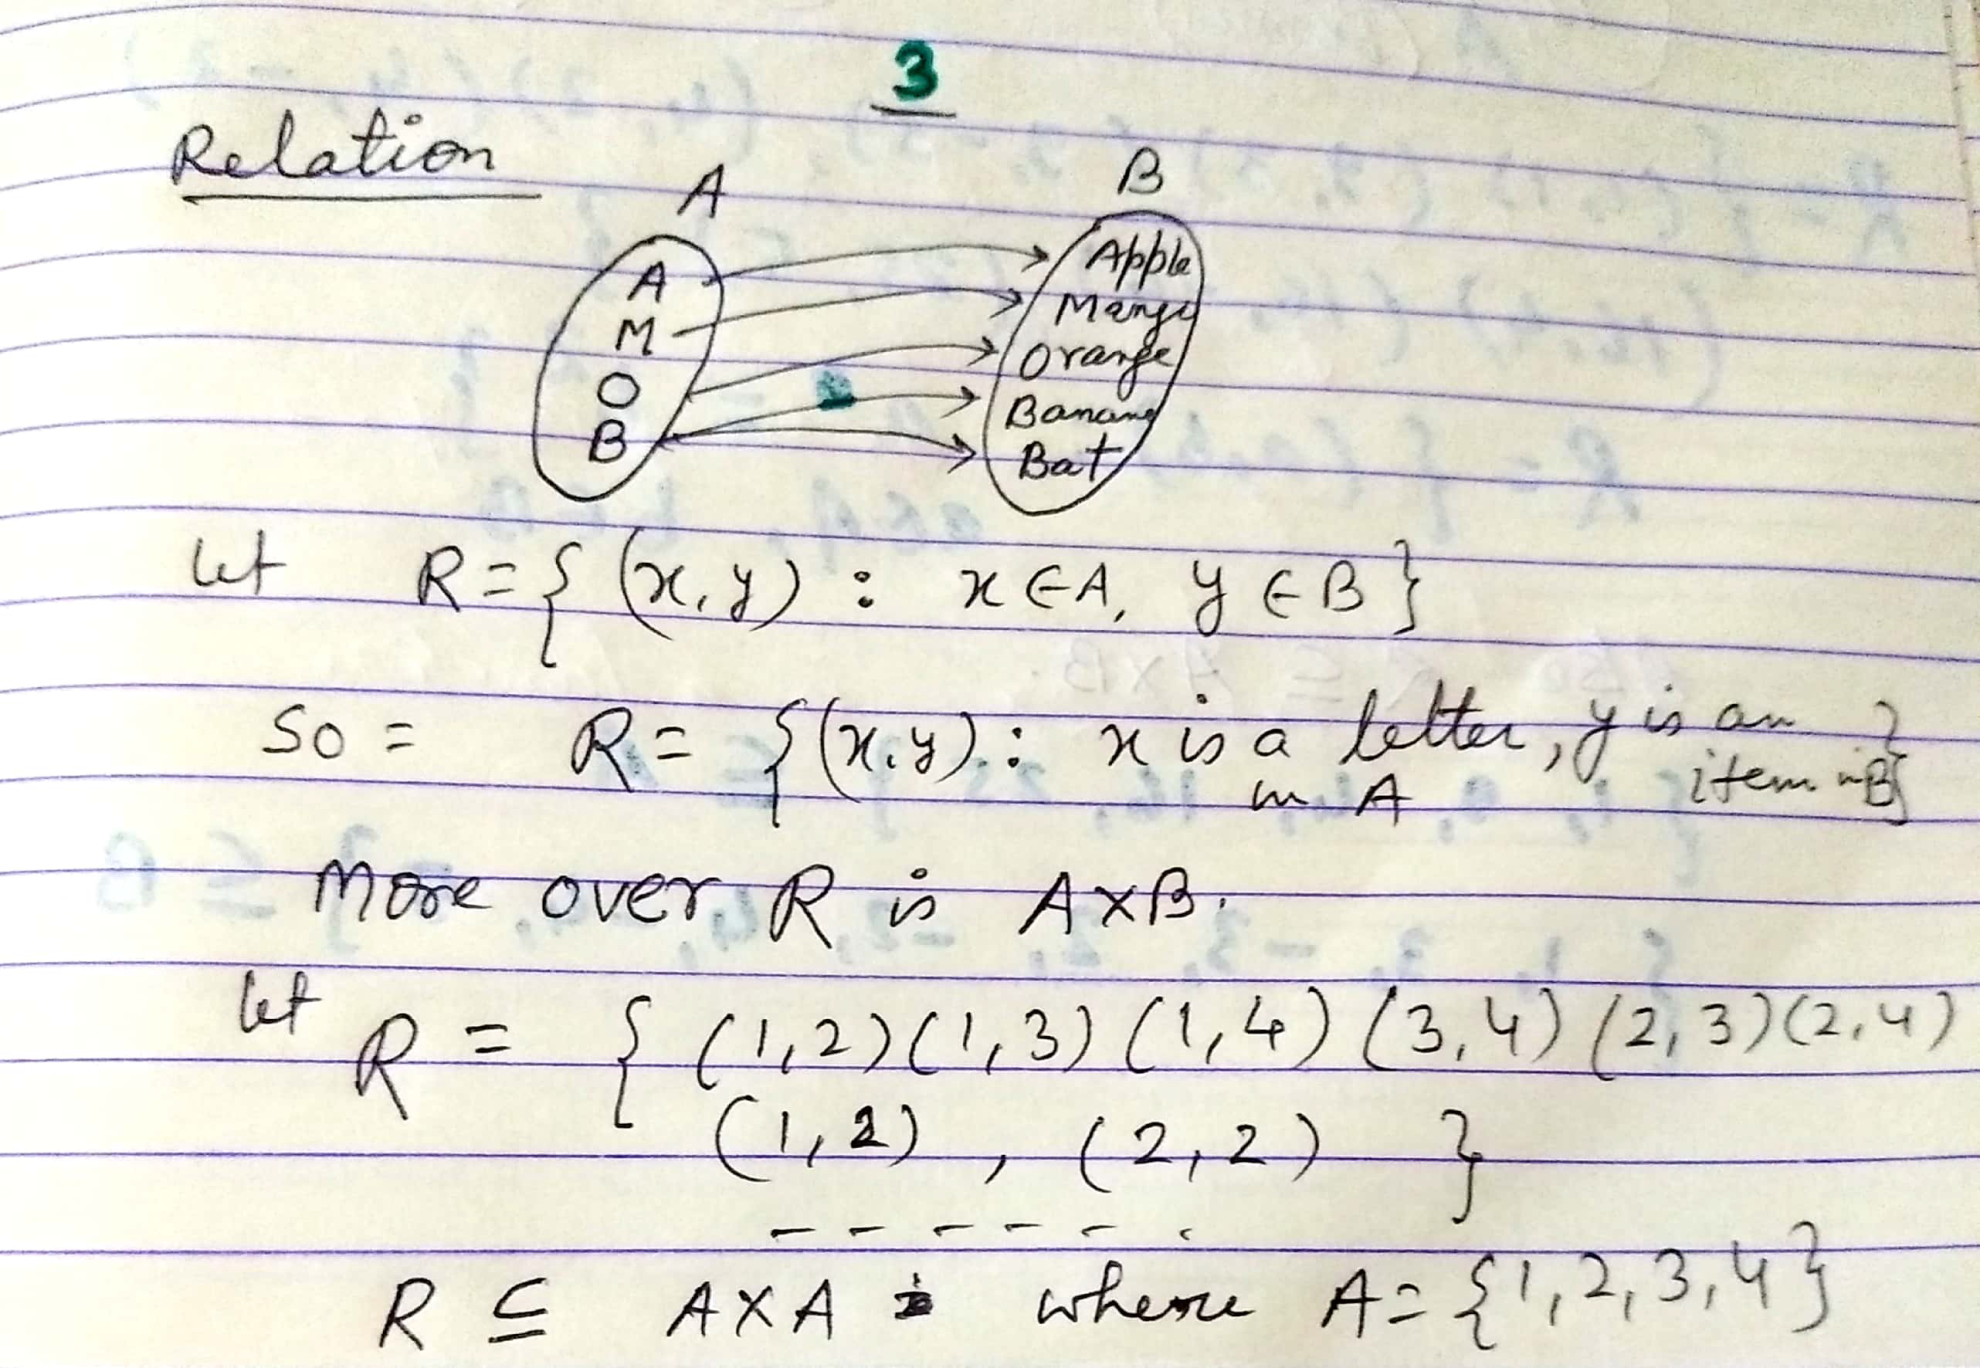 3
Relation
A B
A Apple
M Mango
O Orange
B Banana
Bat
let R = { (x, y) : x ∈ A, y ∈ B }
So = R = { (x, y) : x is a letter, y is an
in A item in B }
More over R is A×B.
let R = { (1,2) (1,3) (1,4) (3,4) (2,3) (2,4)
(1,2) , (2,2) }
R ⊆ A×A where A = {1,2,3,4}